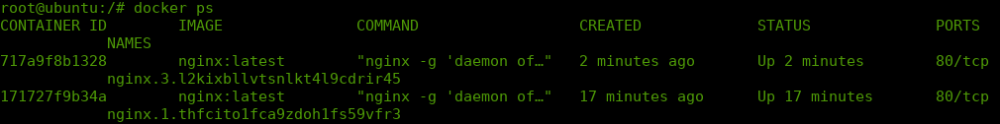 root@ubuntu:/# docker ps
CONTAINER ID        IMAGE               COMMAND                  CREATED             STATUS              PORTS
            NAMES
717a9f8b1328        nginx:latest        "nginx -g 'daemon of…"   2 minutes ago       Up 2 minutes        80/tcp
            nginx.3.l2kixbllvtsnlkt4l9cdrir45
171727f9b34a        nginx:latest        "nginx -g 'daemon of…"   17 minutes ago      Up 17 minutes       80/tcp
            nginx.1.thfcito1fca9zdoh1fs59vfr3